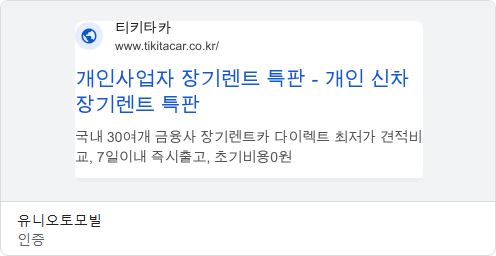 티키타카
www.tikitacar.co.kr/
개인사업자 장기렌트 특판 - 개인 신차
장기렌트 특판
국내 30여개 금융사 장기렌트카 다이렉트 최저가 견적비
교, 7일이내 즉시출고, 초기비용0원
유니오토모빌
인증